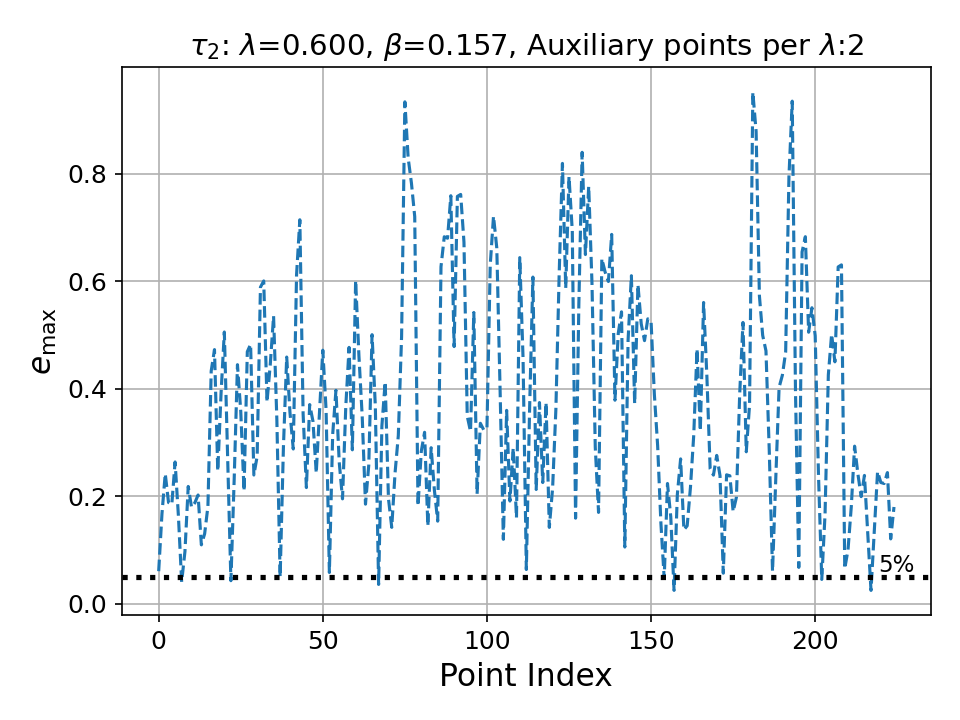 τ₂: λ=0.600, β=0.157, Auxiliary points per λ:2
0.8
0.6
0.4
0.2
0.0
e_max
5%
0 50 100 150 200
Point Index